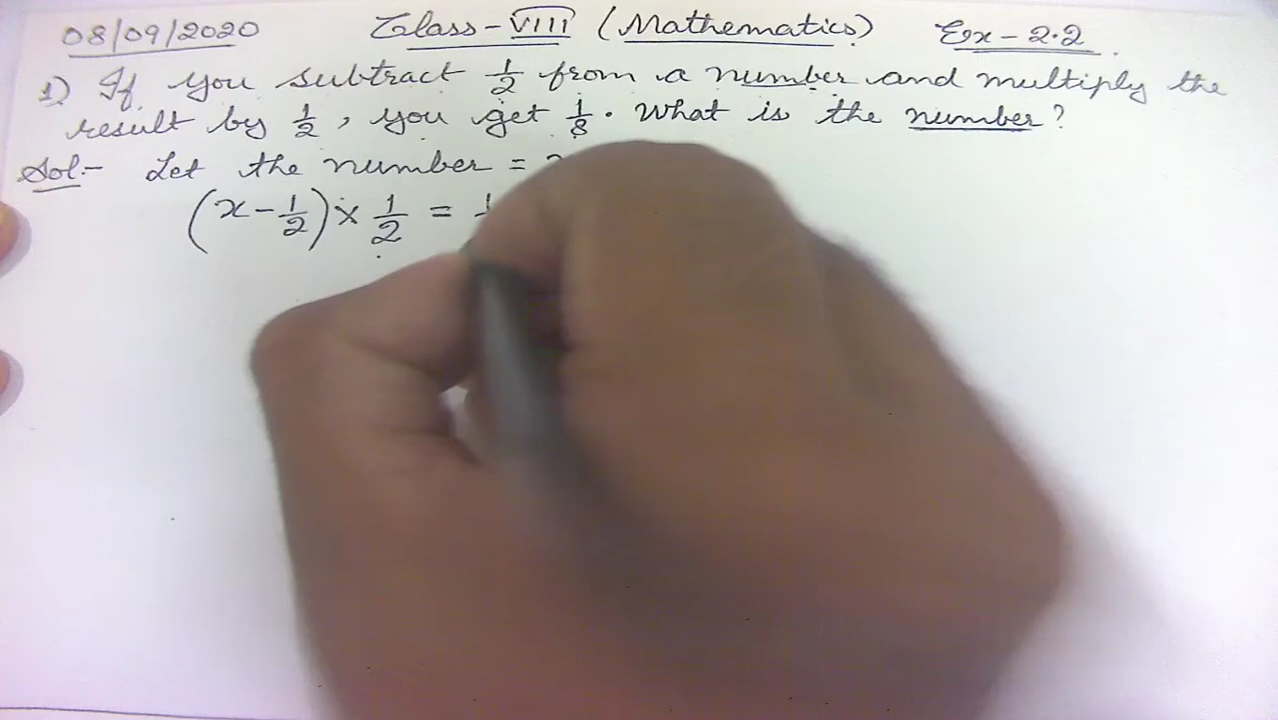 08/09/2020 Class-VIII (Mathematics) Ex-2.2
1) If you subtract 1/2 from a number and multiply the
result by 1/2, you get 1/8. What is the number?
Sol:- Let the number =
(x-1/2) × 1/2 =